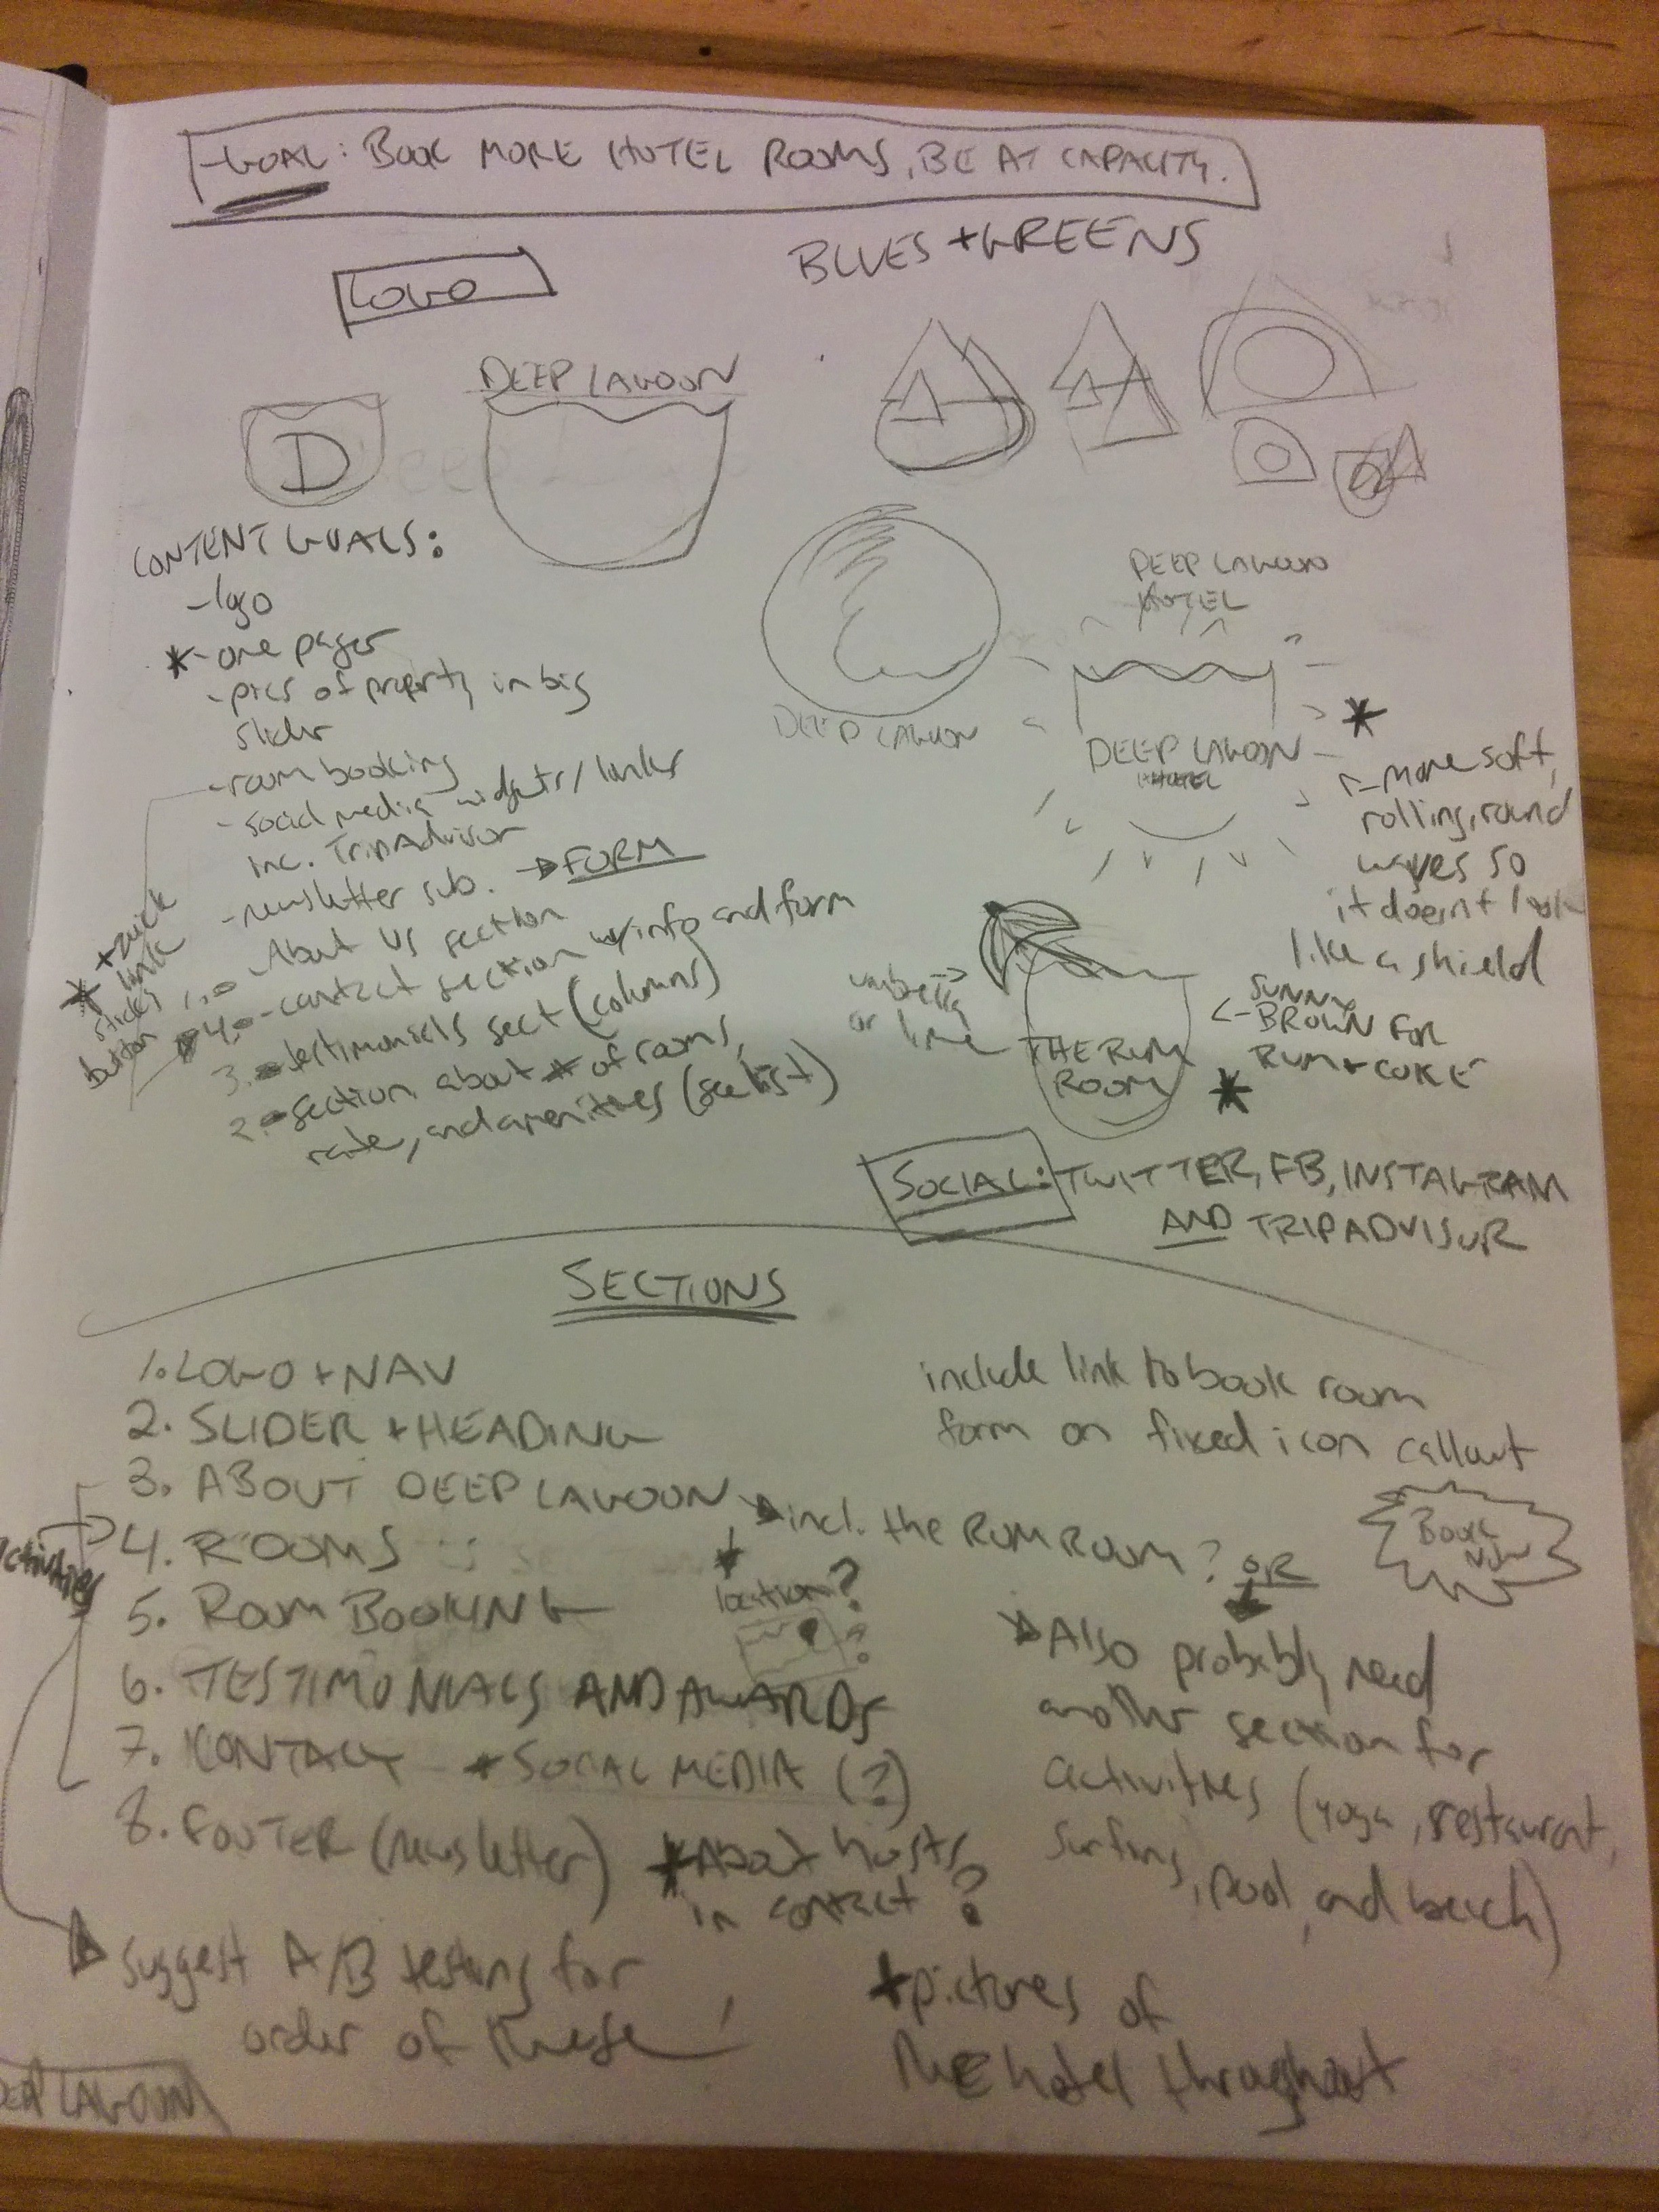 GOAL: BOOK MORE HOTEL ROOMS, BE AT CAPACITY.
BLUES + GREENS
LOGO
DEEP LAGOON
D
CONTENT GOALS:
- logo
* - one pager
- pics of property in big
slider
- room booking
- social media widgets/links
inc. TripAdvisor
- newsletter sub. → FORM
1. - About Us section
4. - contact section w/info and form
3. - testimonials sect (columns)
2. - section about # of rooms,
rate, and amenities (see list)
* + quick
link
sticky
button
DEEP LAGOON
DEEP LAGOON
HOTEL
DEEP LAGOON
HOTEL
*
<- more soft,
rolling, round
waves so
it doesn't look
like a shield
umbrella
or lime
THE RUM
ROOM
SUNNY
<- BROWN FOR
RUM + COKE
*
SOCIAL: TWITTER, FB, INSTAGRAM
AND TRIPADVISOR
SECTIONS
1. LOGO + NAV
2. SLIDER + HEADING
3. ABOUT DEEP LAGOON → incl. the RUM ROOM? OR
4. ROOMS
5. ROOM BOOKING
6. TESTIMONIALS AND AWARDS
7. CONTACT * SOCIAL MEDIA (?)
8. FOOTER (newsletter)
activities
+
location?
?
* About hosts
in contact?
include link to book room
form on fixed icon callout
BOOK
NOW
Also probably need
another section for
activities (yoga, restaurant,
surfing, pool, and beach)
suggest A/B testing for
order of these!
+ pictures of
THE hotel throughout
LAGOON